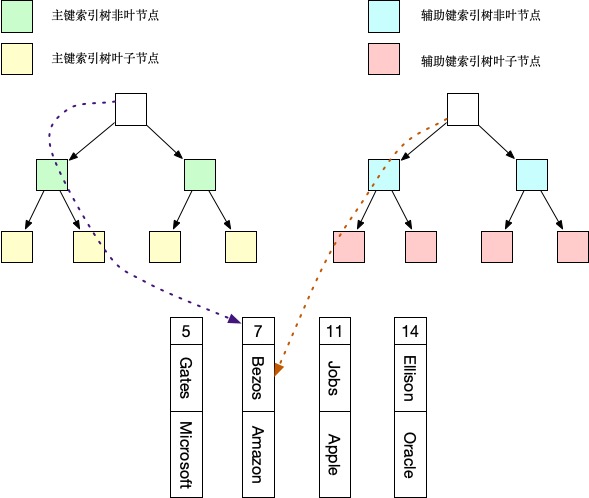 主键索引树非叶节点
辅助键索引树非叶节点
主键索引树叶子节点
辅助键索引树叶子节点
5
7
11
14
Gates
Bezos
Jobs
Ellison
Microsoft
Amazon
Apple
Oracle